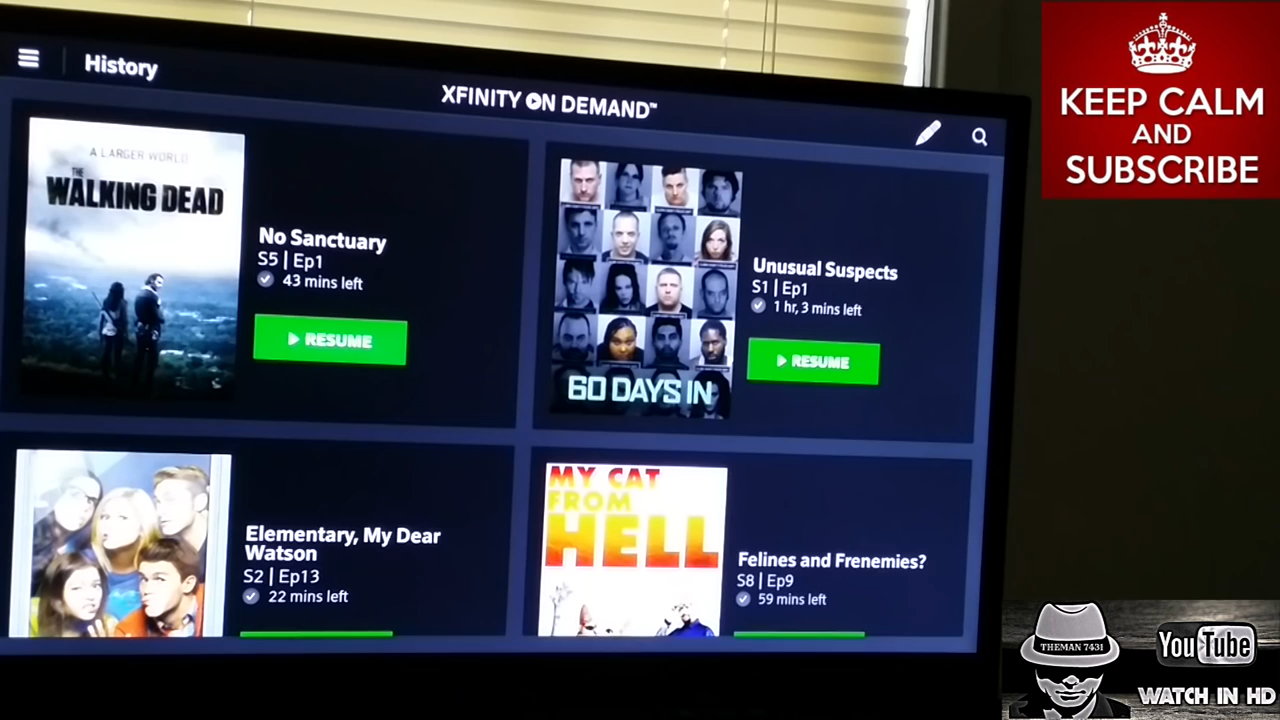 History
XFINITY ON DEMAND™
A LARGER WORLD
THE
WALKING DEAD
No Sanctuary
S5 | Ep1
43 mins left
RESUME
60 DAYS IN
Unusual Suspects
S1 | Ep1
1 hr, 3 mins left
RESUME
Elementary, My Dear
Watson
S2 | Ep13
22 mins left
MY CAT
FROM
HELL
Felines and Frenemies?
S8 | Ep9
59 mins left
KEEP CALM
AND
SUBSCRIBE
THEMAN 7431
YouTube
WATCH IN HD